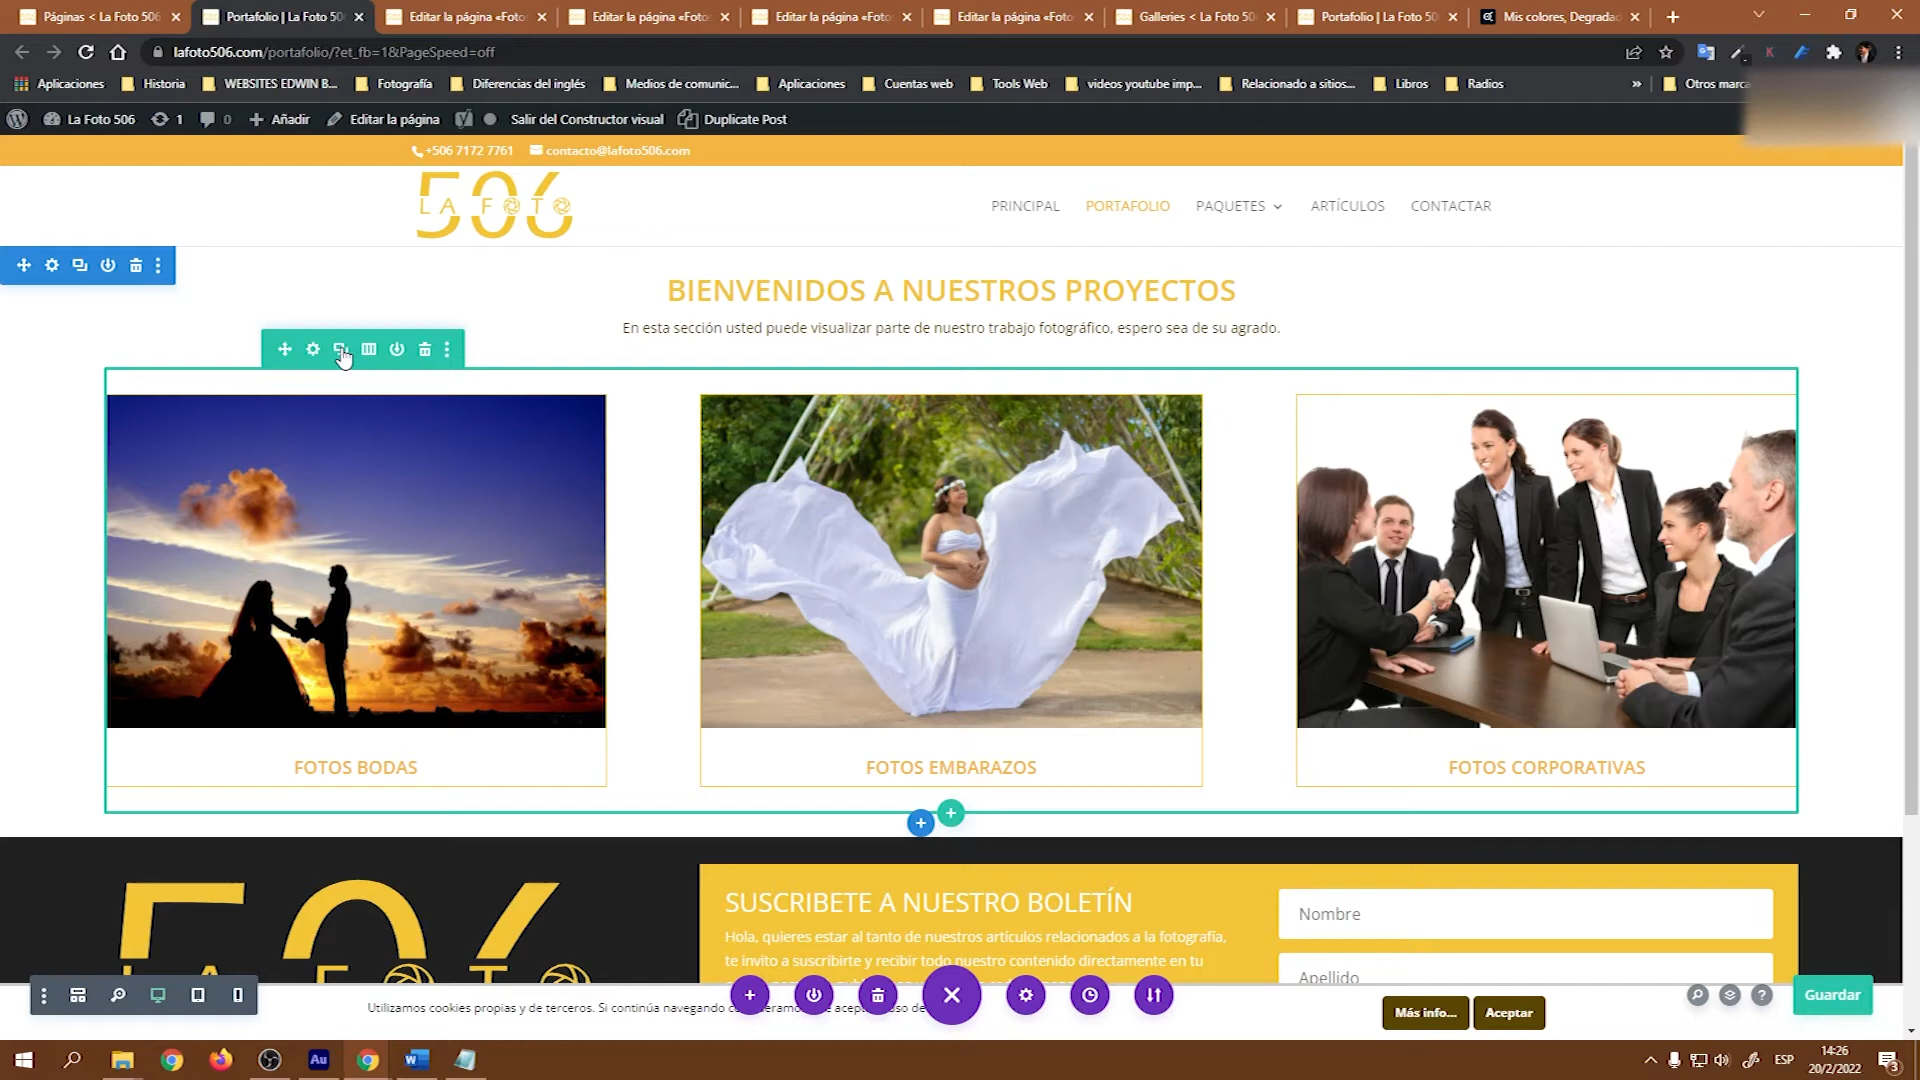 Páginas < La Foto 506
Portafolio | La Foto 50
Editar la página «Foto
Editar la página «Foto
Editar la página «Foto
Editar la página «Foto
Galleries < La Foto 50
Portafolio | La Foto 50
Mis colores, Degradad
lafoto506.com/portafolio/?et_fb=1&PageSpeed=off
Aplicaciones
Historia
WEBSITES EDWIN B...
Fotografía
Diferencias del inglés
Medios de comunic...
Aplicaciones
Cuentas web
Tools Web
videos youtube imp...
Relacionado a sitios...
Libros
Radios
»
Otros marca
La Foto 506
1
0
Añadir
Editar la página
Salir del Constructor visual
Duplicate Post
+506 7172 7761
contacto@lafoto506.com
506
LA FOTO
PRINCIPAL
PORTAFOLIO
PAQUETES
ARTÍCULOS
CONTACTAR
BIENVENIDOS A NUESTROS PROYECTOS
En esta sección usted puede visualizar parte de nuestro trabajo fotográfico, espero sea de su agrado.
FOTOS BODAS
FOTOS EMBARAZOS
FOTOS CORPORATIVAS
506
LA FOTO
SUSCRIBETE A NUESTRO BOLETÍN
Hola, quieres estar al tanto de nuestros artículos relacionados a la fotografía,
te invito a suscribirte y recibir todo nuestro contenido directamente en tu
Nombre
Apellido
Utilizamos cookies propias y de terceros. Si continúa navegando
Más info...
Aceptar
?
Guardar
Au
ESP
14:26
20/2/2022
3